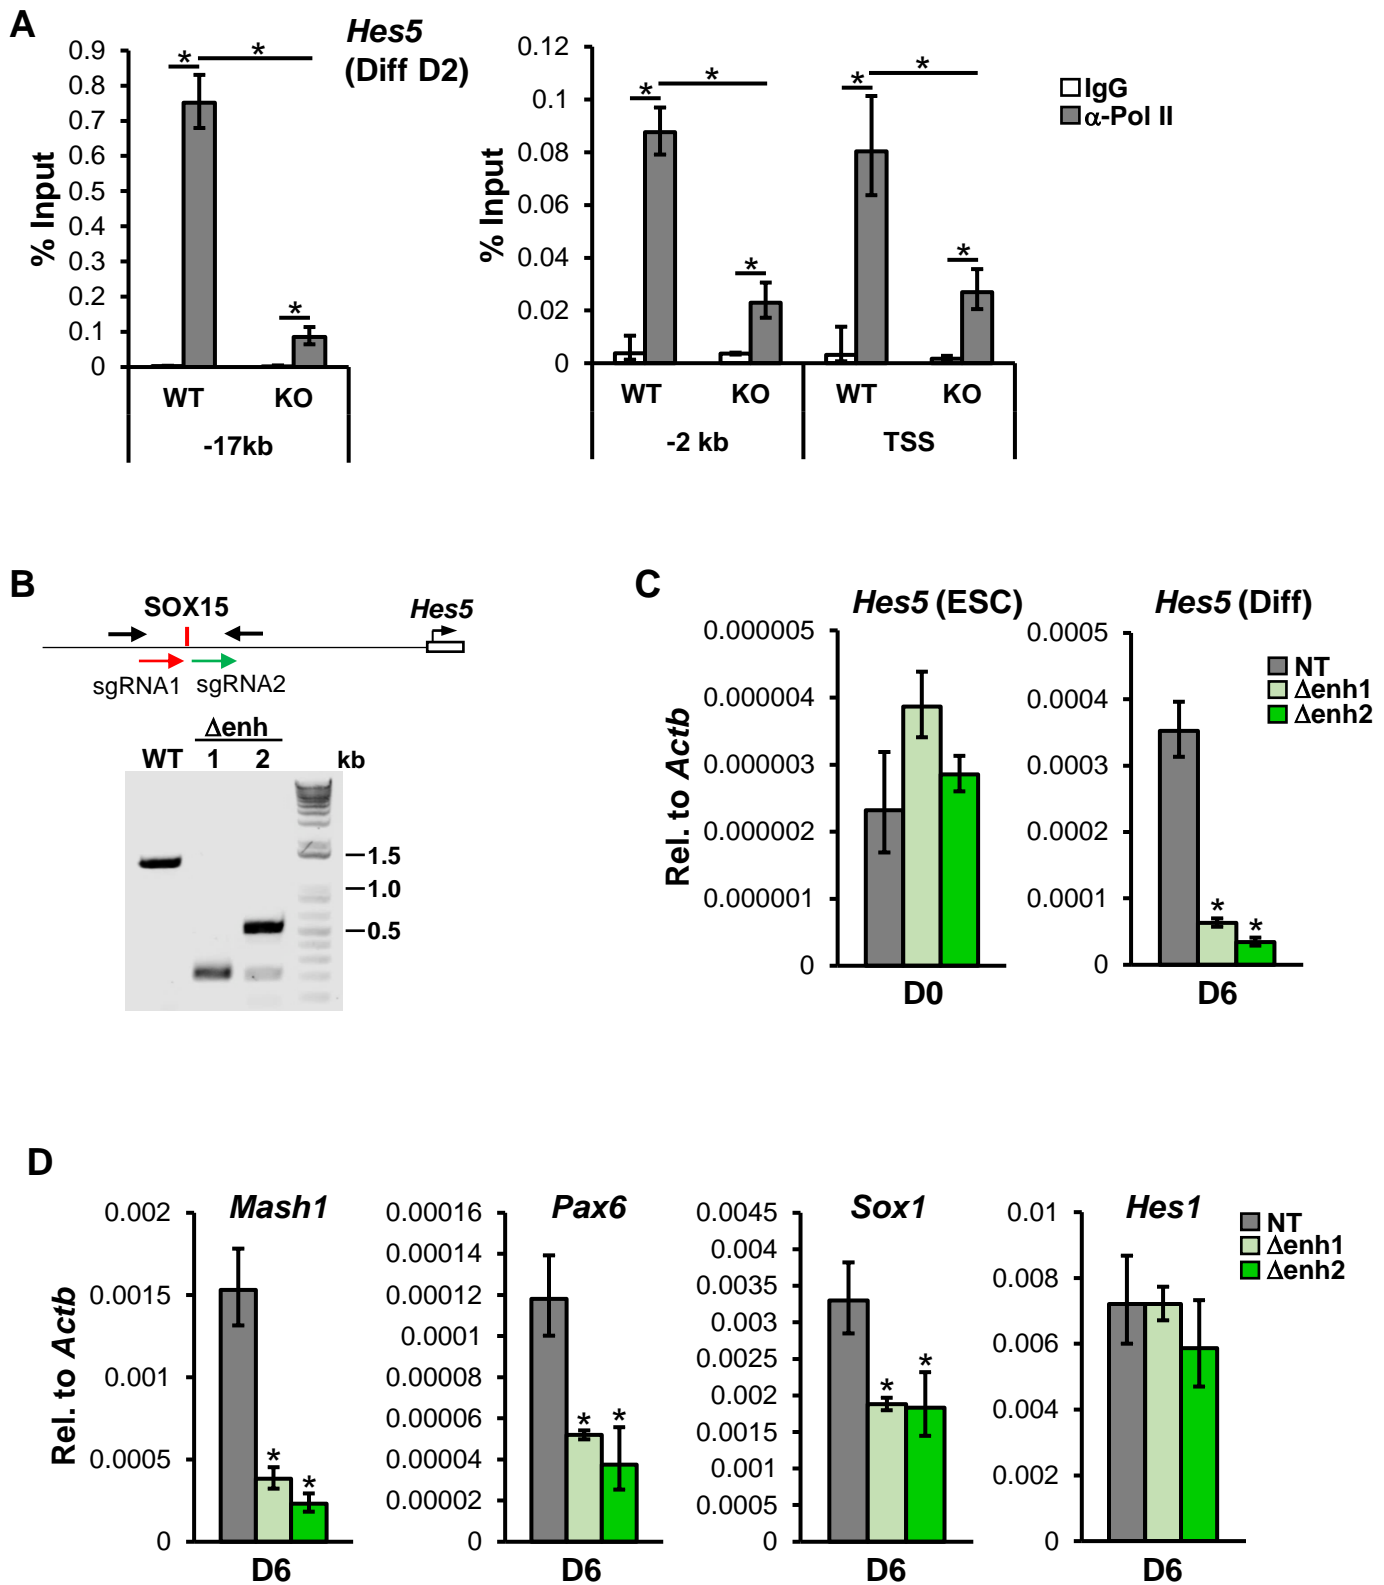 A
Hes5
(Diff D2)
0.9
0.8
0.7
0.6
0.5
0.4
0.3
0.2
0.1
0
% Input
* * *
WT KO
-17kb
0.12
0.1
0.08
0.06
0.04
0.02
0
% Input
* * * * * *
WT KO WT KO
-2 kb TSS
IgG
α-Pol II
B
SOX15
Hes5
sgRNA1 sgRNA2
Δenh
WT 1 2 kb
1.5
1.0
0.5
C
Hes5 (ESC)
0.000005
0.000004
0.000003
0.000002
0.000001
0
Rel. to Actb
D0
Hes5 (Diff)
0.0005
0.0004
0.0003
0.0002
0.0001
0
* *
D6
NT
Δenh1
Δenh2
D
Mash1
0.002
0.0015
0.001
0.0005
0
Rel. to Actb
* *
D6
Pax6
0.00016
0.00014
0.00012
0.0001
0.00008
0.00006
0.00004
0.00002
0
* *
D6
Sox1
0.0045
0.004
0.0035
0.003
0.0025
0.002
0.0015
0.001
0.0005
0
* *
D6
Hes1
0.01
0.008
0.006
0.004
0.002
0
D6
NT
Δenh1
Δenh2